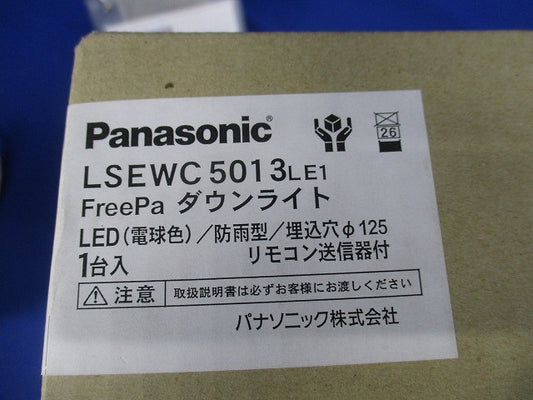 Panasonic®
26
LSEWC5013LE1
FreePa ダウンライト
LED(電球色)／防雨型／埋込穴φ125
1台入 リモコン送信器付
⚠ 注意 取扱説明書は必ずお客様にお渡しください
パナソニック株式会社